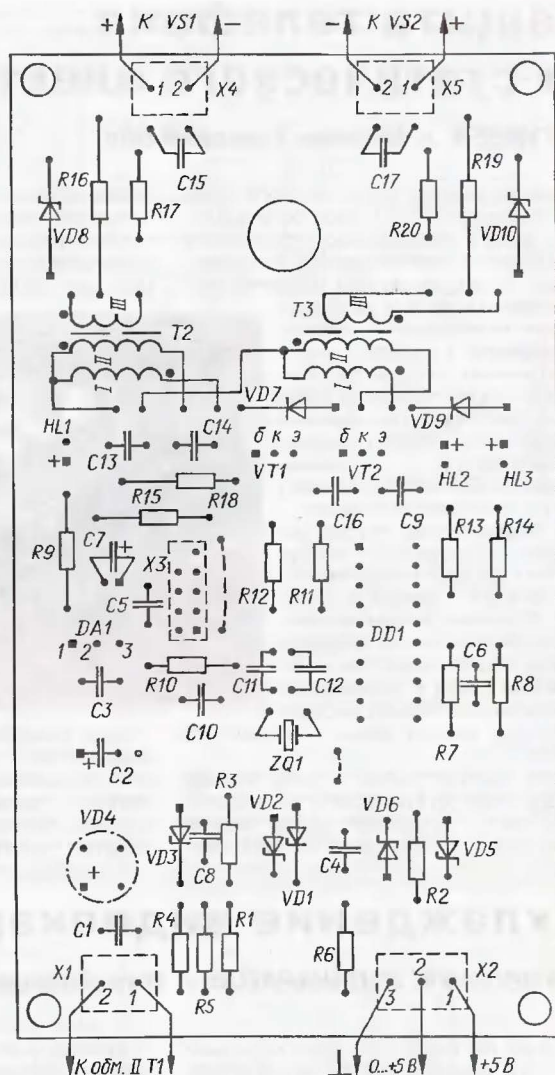 + К VS1 −
К VS2 +
1 2 X4
2 1 X5
C15
C17
R16
R17
R19
R20
VD8
VD10
III
T2
II
I
III
T3
II
I
VD7
VD9
HL1
+
C13
C14
б к э
VT1
б к э
VT2
+ +
HL2
HL3
R18
R15
C16
C9
R9
C7
+
X3
C5
R12
R11
R13
R14
DA1
1 2 3
DD1
C3
R10
C11
C12
C6
R7
R8
C10
ZQ1
+
C2
R3
VD2
VD6
VD4
+
VD3
C8
VD1
C4
R2
VD5
C1
R4
R5
R1
R6
X1
2 1
X2
3 2 1
К обм. II T1
⊥
0...+5 В
+5 В